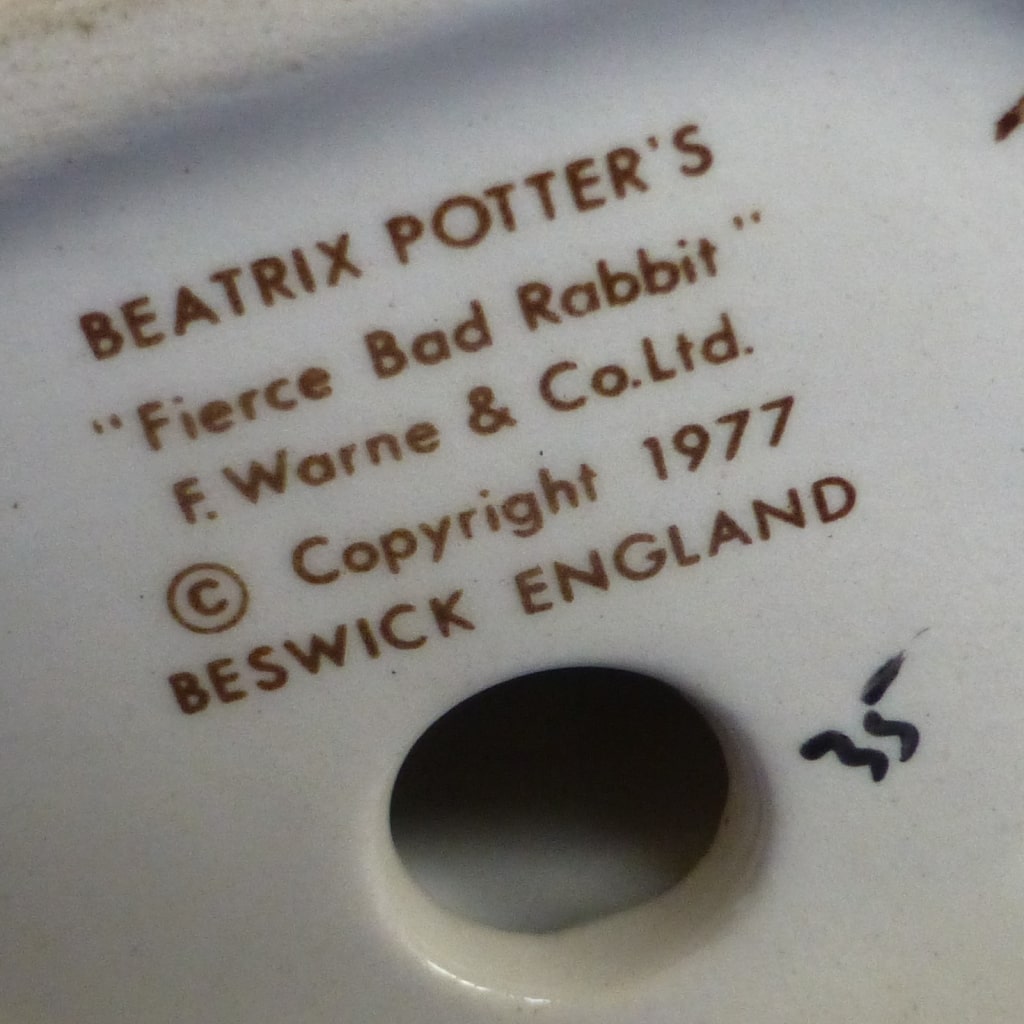 BEATRIX POTTER'S
"Fierce Bad Rabbit"
F. Warne & Co.Ltd.
© Copyright 1977
BESWICK ENGLAND